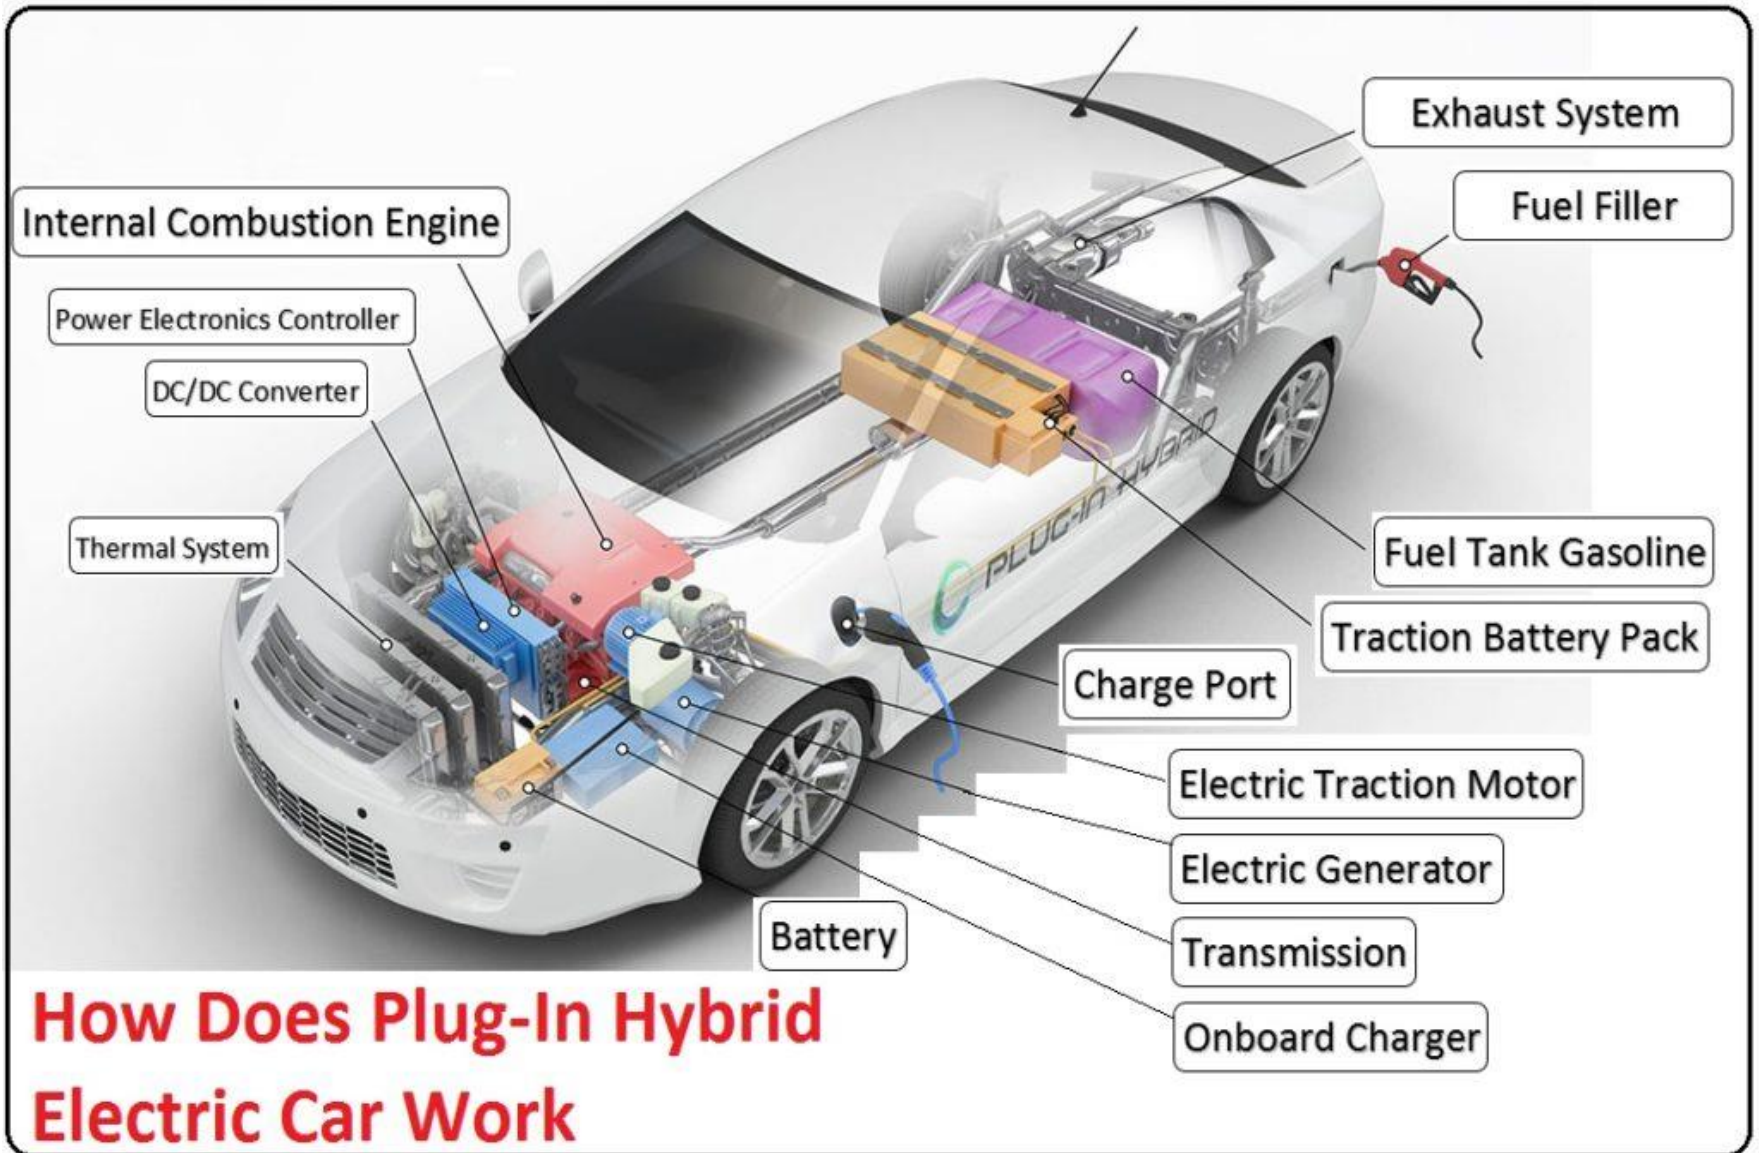 Exhaust System
Fuel Filler
Internal Combustion Engine
Power Electronics Controller
DC/DC Converter
Thermal System
PLUG-IN HYBRID
Fuel Tank Gasoline
Traction Battery Pack
Charge Port
Electric Traction Motor
Electric Generator
Battery
Transmission
Onboard Charger
How Does Plug-In Hybrid
Electric Car Work